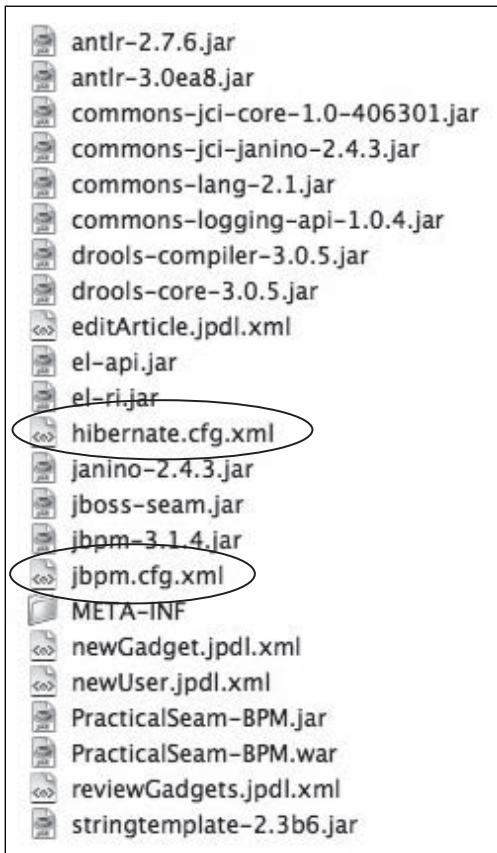 antlr-2.7.6.jar
antlr-3.0ea8.jar
commons-jci-core-1.0-406301.jar
commons-jci-janino-2.4.3.jar
commons-lang-2.1.jar
commons-logging-api-1.0.4.jar
drools-compiler-3.0.5.jar
drools-core-3.0.5.jar
editArticle.jpdl.xml
el-api.jar
el-ri.jar
hibernate.cfg.xml
janino-2.4.3.jar
jboss-seam.jar
jbpm-3.1.4.jar
jbpm.cfg.xml
META-INF
newGadget.jpdl.xml
newUser.jpdl.xml
PracticalSeam-BPM.jar
PracticalSeam-BPM.war
reviewGadgets.jpdl.xml
stringtemplate-2.3b6.jar